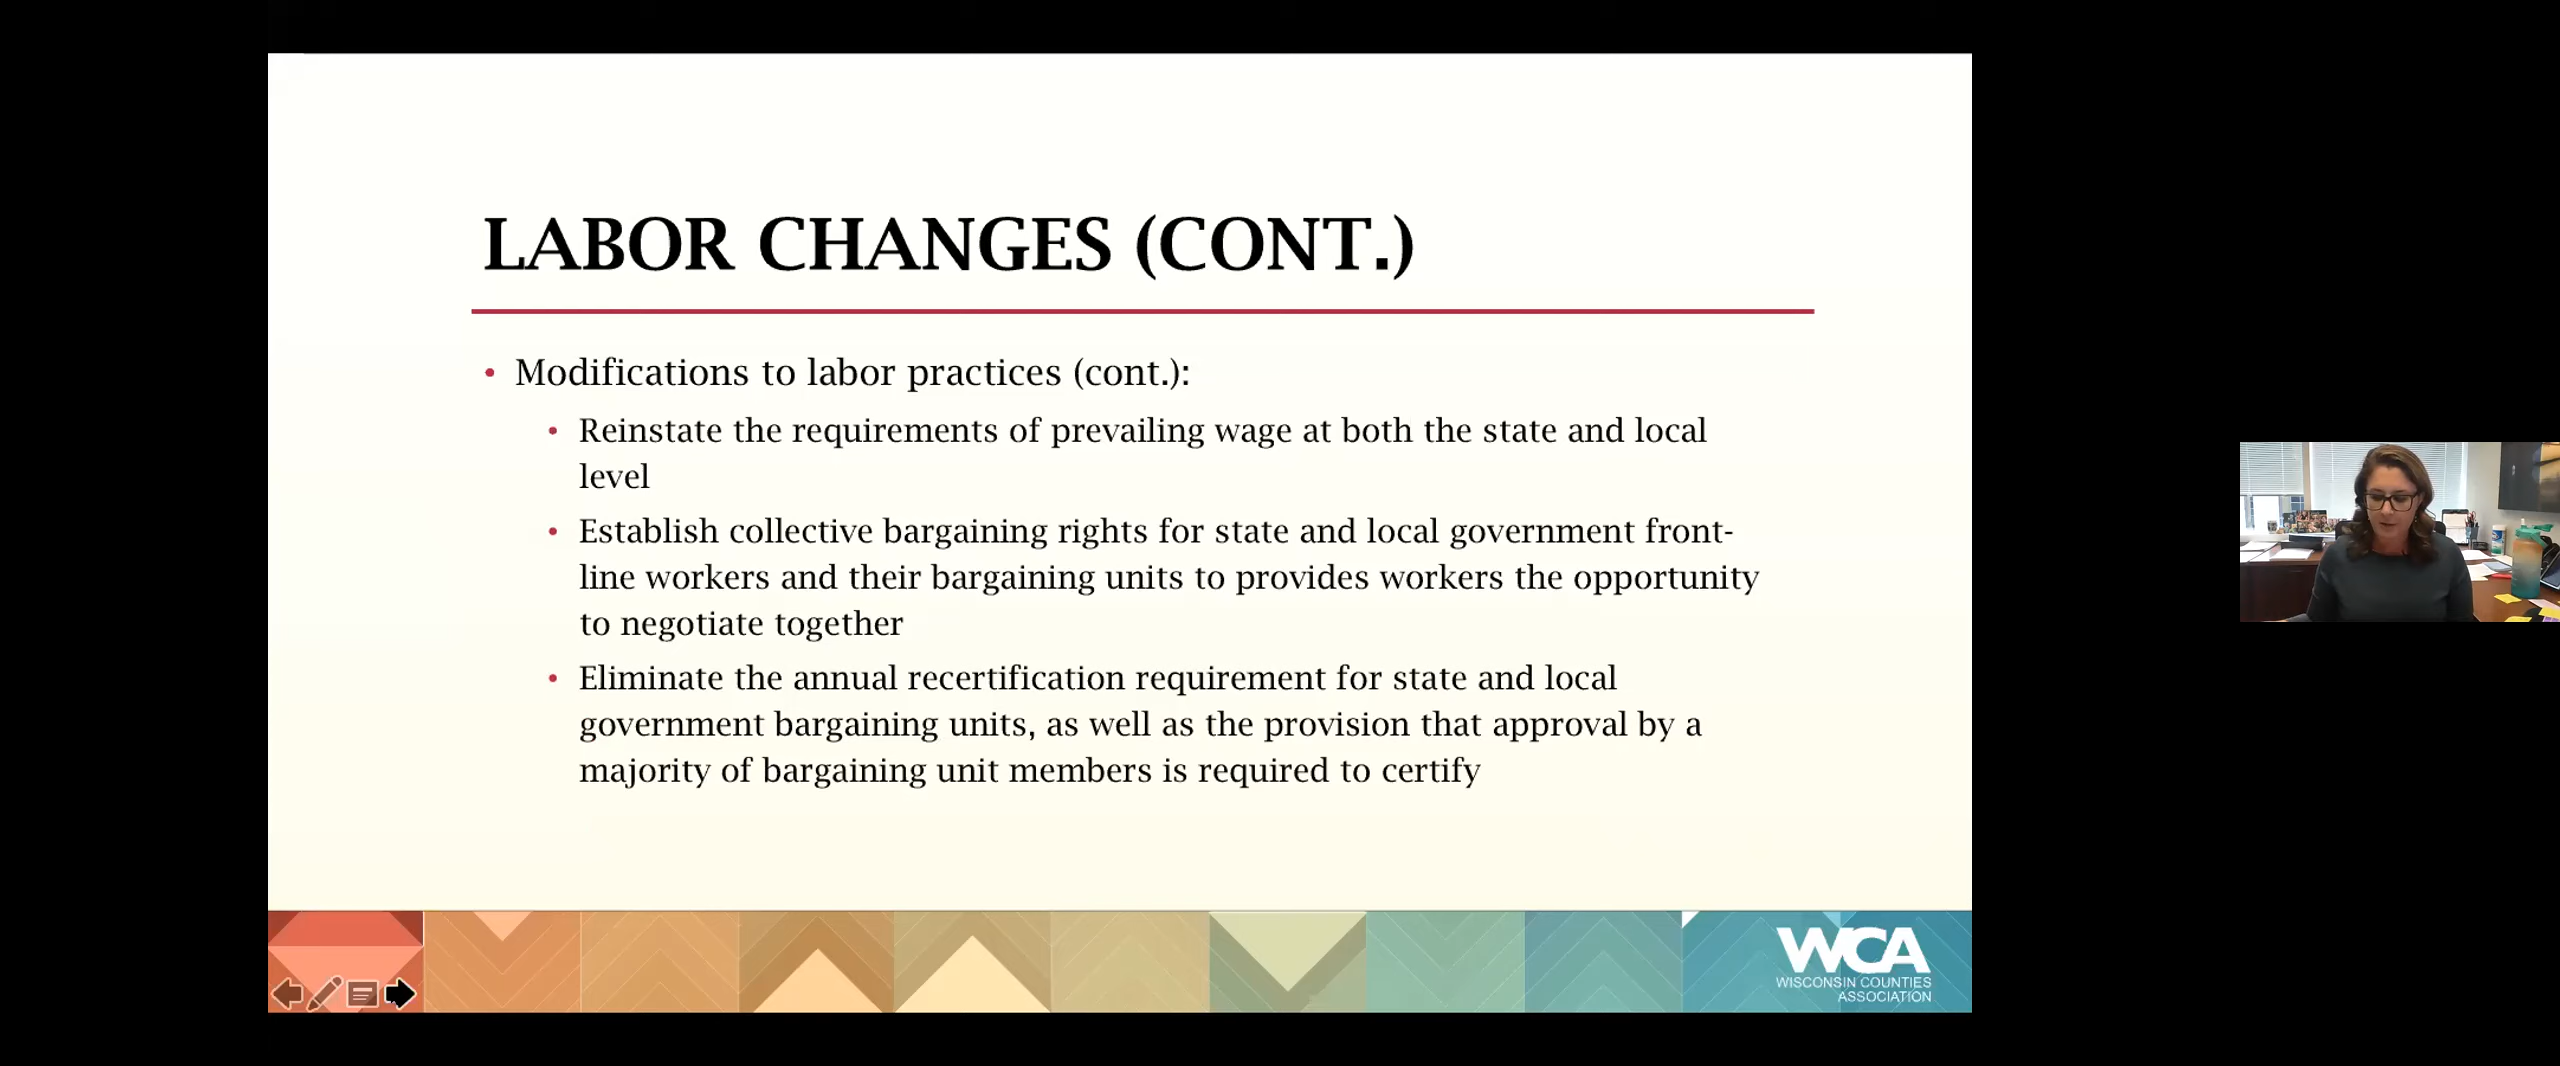 LABOR CHANGES (CONT.)
• Modifications to labor practices (cont.):
• Reinstate the requirements of prevailing wage at both the state and local
level
• Establish collective bargaining rights for state and local government front-
line workers and their bargaining units to provides workers the opportunity
to negotiate together
• Eliminate the annual recertification requirement for state and local
government bargaining units, as well as the provision that approval by a
majority of bargaining unit members is required to certify
WCA
WISCONSIN COUNTIES
ASSOCIATION